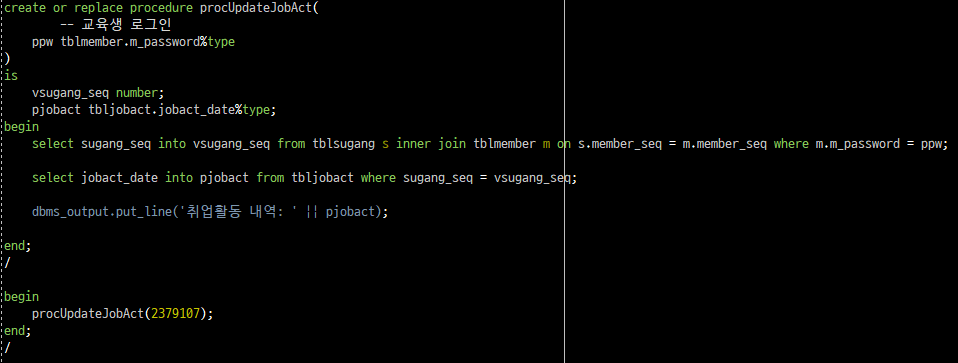 create or replace procedure procUpdateJobAct(
-- 교육생 로그인
ppw tblmember.m_password%type
)
is
vsugang_seq number;
pjobact tbljobact.jobact_date%type;
begin
select sugang_seq into vsugang_seq from tblsugang s inner join tblmember m on s.member_seq = m.member_seq where m.m_password = ppw;
select jobact_date into pjobact from tbljobact where sugang_seq = vsugang_seq;
dbms_output.put_line('취업활동 내역: ' || pjobact);
end;
/
begin
procUpdateJobAct(2379107);
end;
/